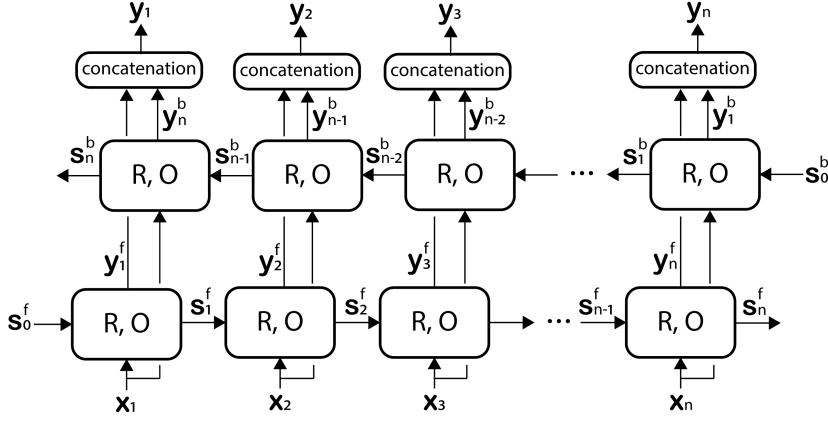 y₁ y₂ y₃ yₙ
concatenation concatenation concatenation concatenation
yₙᵇ yₙ₋₁ᵇ yₙ₋₂ᵇ y₁ᵇ
sₙᵇ sₙ₋₁ᵇ sₙ₋₂ᵇ s₁ᵇ
R, O R, O R, O ... R, O s₀ᵇ
y₁ᶠ y₂ᶠ y₃ᶠ yₙᶠ
s₁ᶠ s₂ᶠ sₙ₋₁ᶠ sₙᶠ
s₀ᶠ R, O R, O R, O ... R, O
x₁ x₂ x₃ xₙ